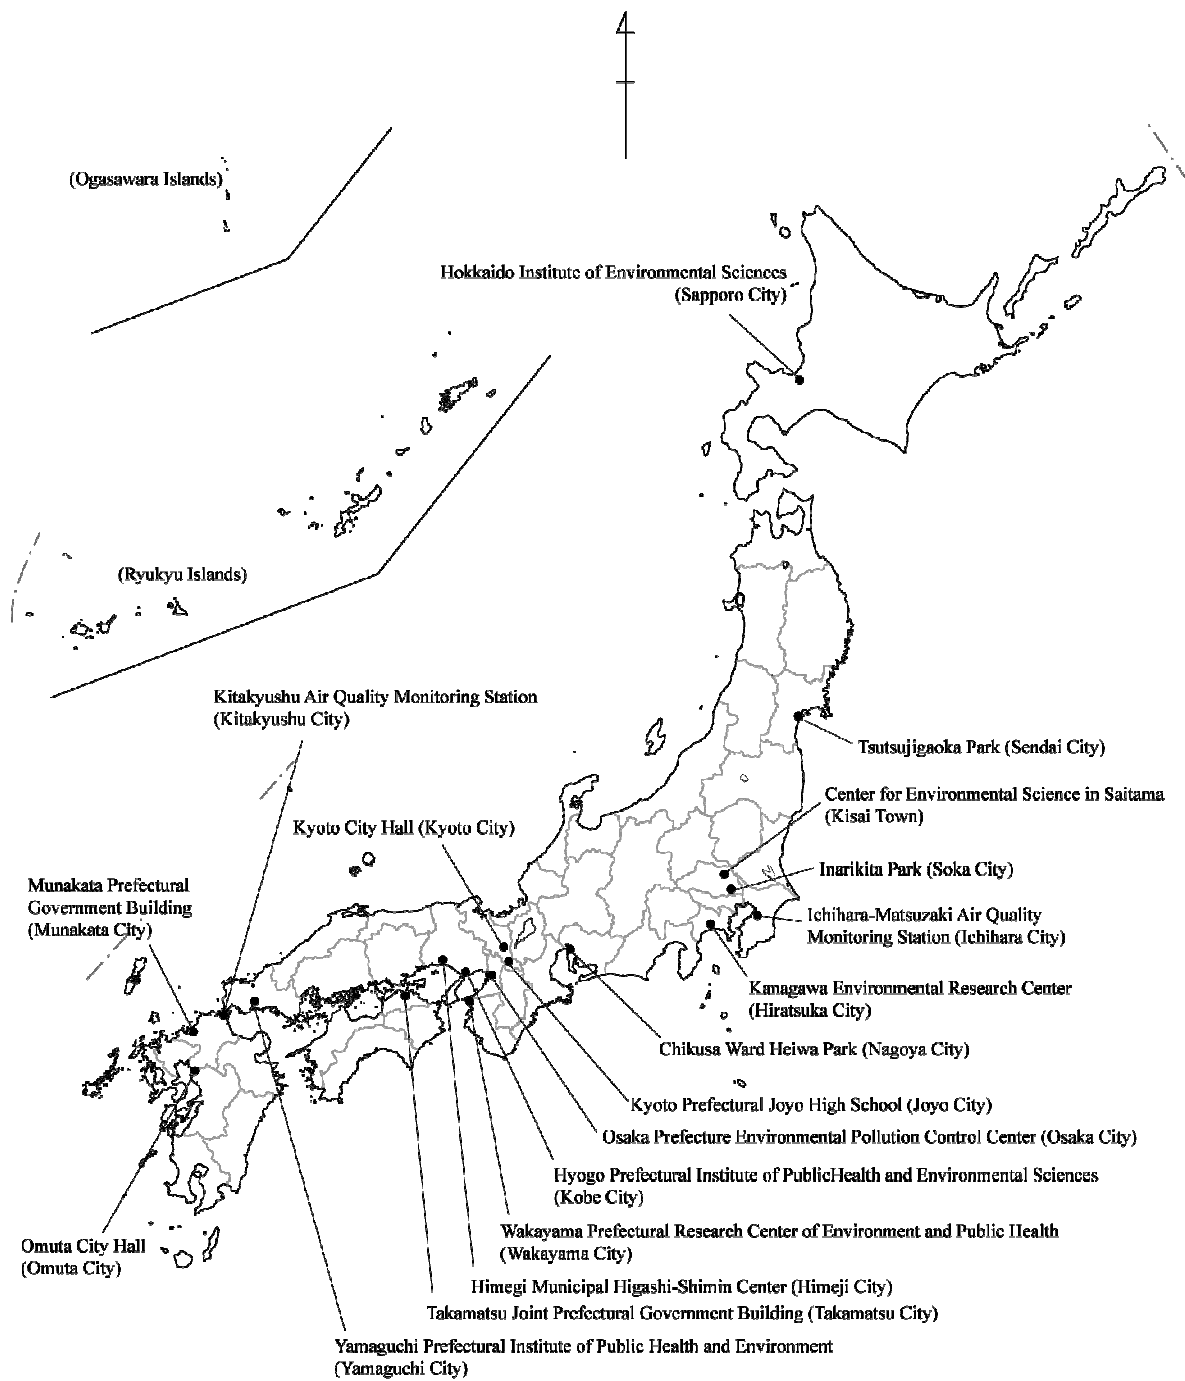 (Ogasawara Islands)
Hokkaido Institute of Environmental Sciences
(Sapporo City)
(Ryukyu Islands)
Kitakyushu Air Quality Monitoring Station
(Kitakyushu City)
Tsutsujigaoka Park (Sendai City)
Center for Environmental Science in Saitama
(Kisai Town)
Kyoto City Hall (Kyoto City)
Inarikita Park (Soka City)
Munakata Prefectural
Government Building
(Munakata City)
Ichihara-Matsuzaki Air Quality
Monitoring Station (Ichihara City)
Kanagawa Environmental Research Center
(Hiratsuka City)
Chikusa Ward Heiwa Park (Nagoya City)
Kyoto Prefectural Joyo High School (Joyo City)
Osaka Prefecture Environmental Pollution Control Center (Osaka City)
Hyogo Prefectural Institute of PublicHealth and Environmental Sciences
(Kobe City)
Wakayama Prefectural Research Center of Environment and Public Health
(Wakayama City)
Omuta City Hall
(Omuta City)
Himegi Municipal Higashi-Shimin Center (Himeji City)
Takamatsu Joint Prefectural Government Building (Takamatsu City)
Yamaguchi Prefectural Institute of Public Health and Environment
(Yamaguchi City)